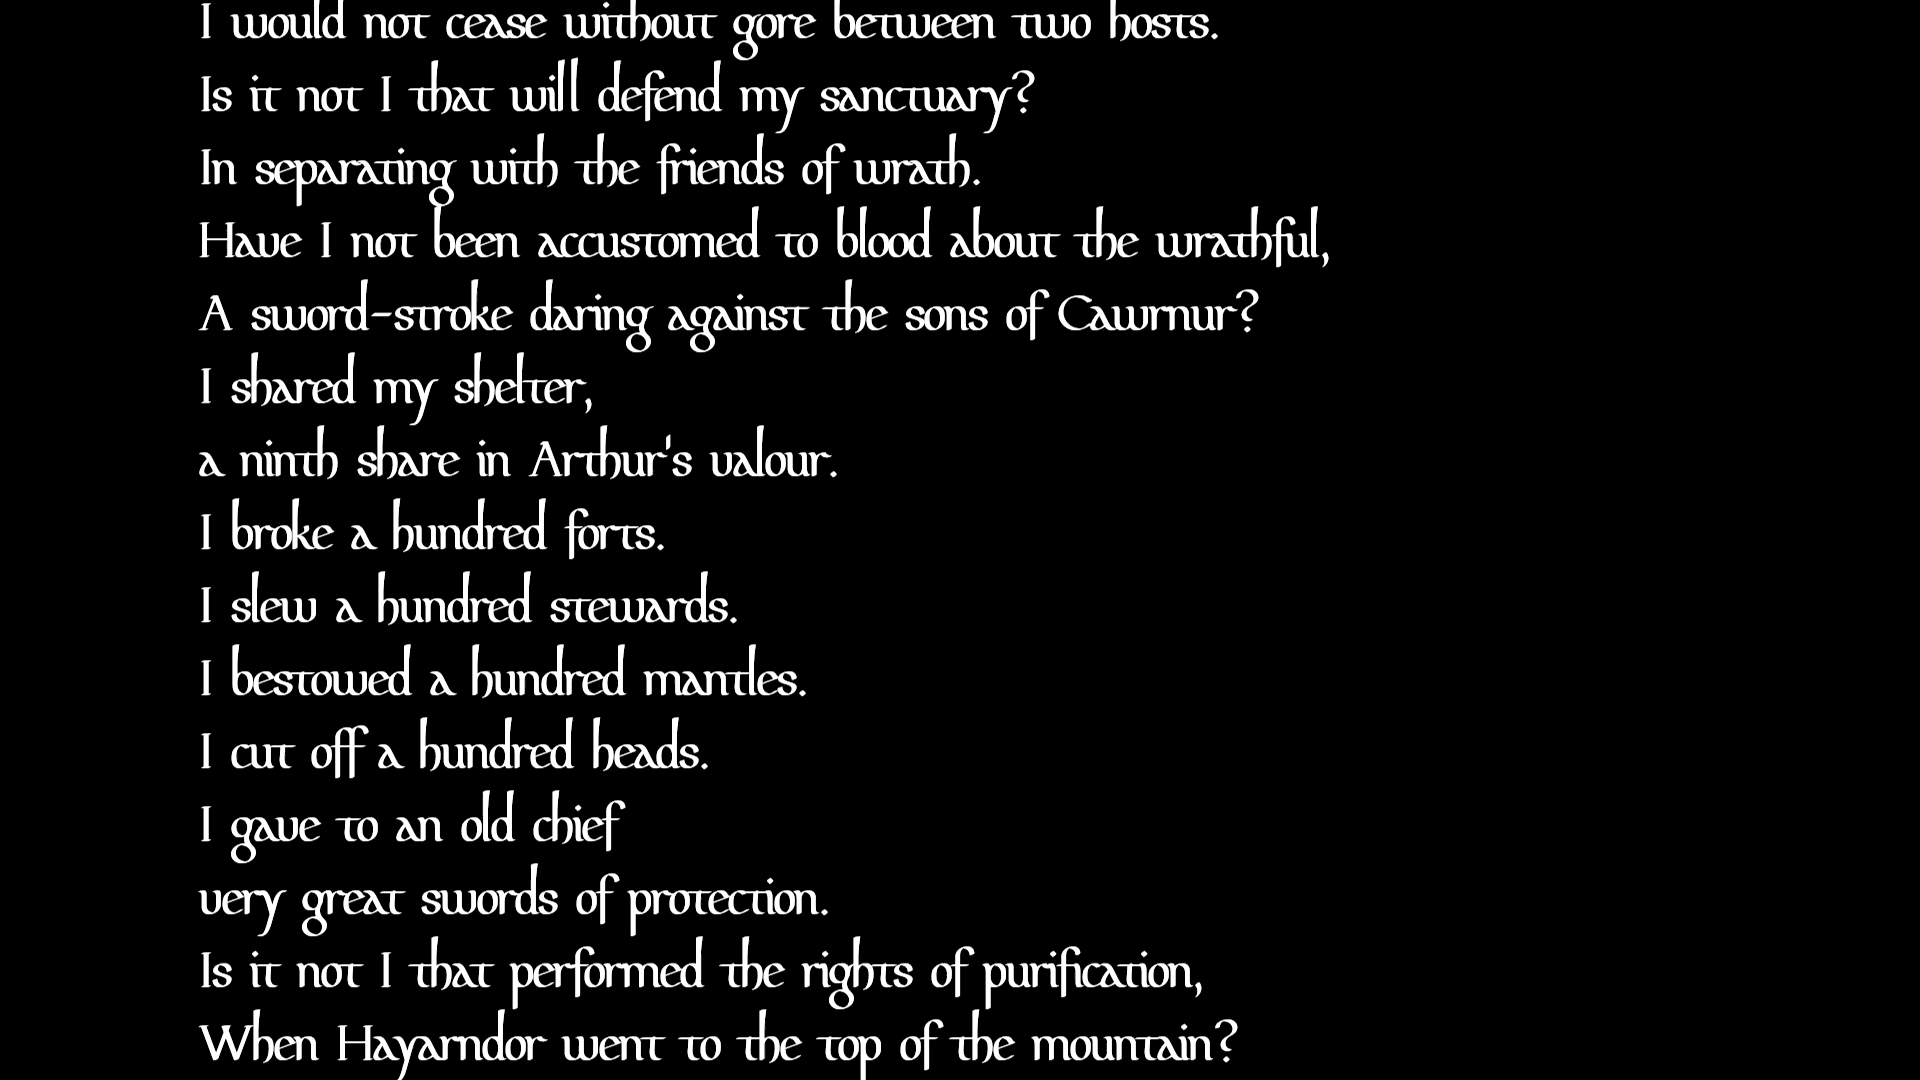 I would not cease without gore between two hosts.
Is it not I that will defend my sanctuary?
In separating with the friends of wrath.
Have I not been accustomed to blood about the wrathful,
A sword-stroke daring against the sons of Cawrnur?
I shared my shelter,
a ninth share in Arthur's valour.
I broke a hundred forts.
I slew a hundred stewards.
I bestowed a hundred mantles.
I cut off a hundred heads.
I gave to an old chief
very great swords of protection.
Is it not I that performed the rights of purification,
When Hayarndor went to the top of the mountain?